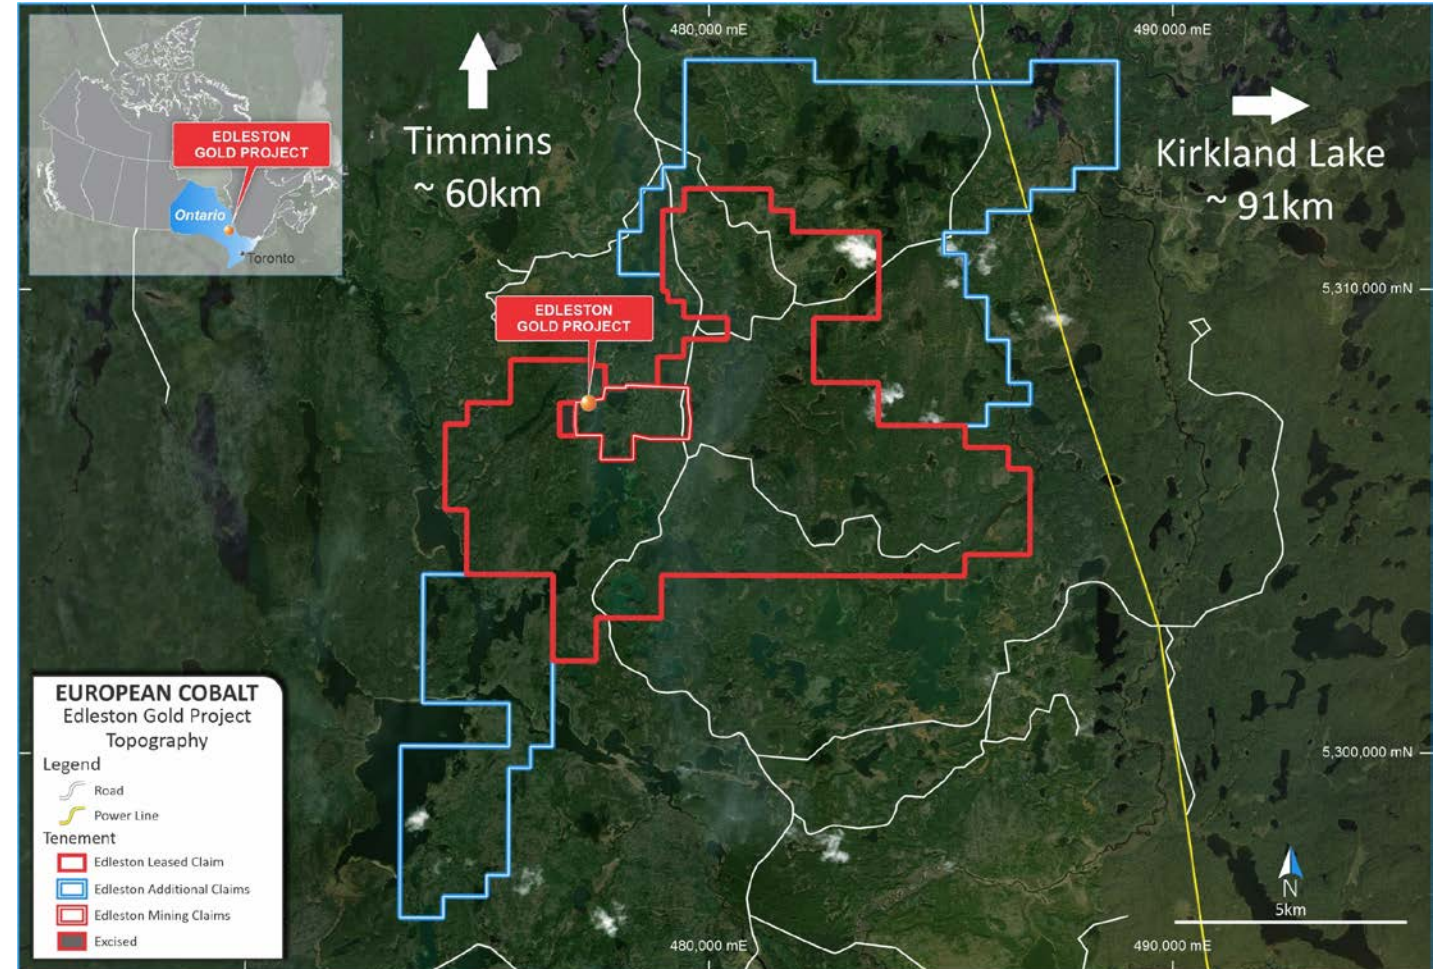 480,000 mE
490,000 mE
EDLESTON
GOLD PROJECT
Ontario
Toronto
Timmins
~ 60km
Kirkland Lake
~ 91km
5,310,000 mN
EDLESTON
GOLD PROJECT
5,300,000 mN
EUROPEAN COBALT
Edleston Gold Project
Topography
Legend
Road
Power Line
Tenement
Edleston Leased Claim
Edleston Additional Claims
Edleston Mining Claims
Excised
N
5km
480,000 mE
490,000 mE